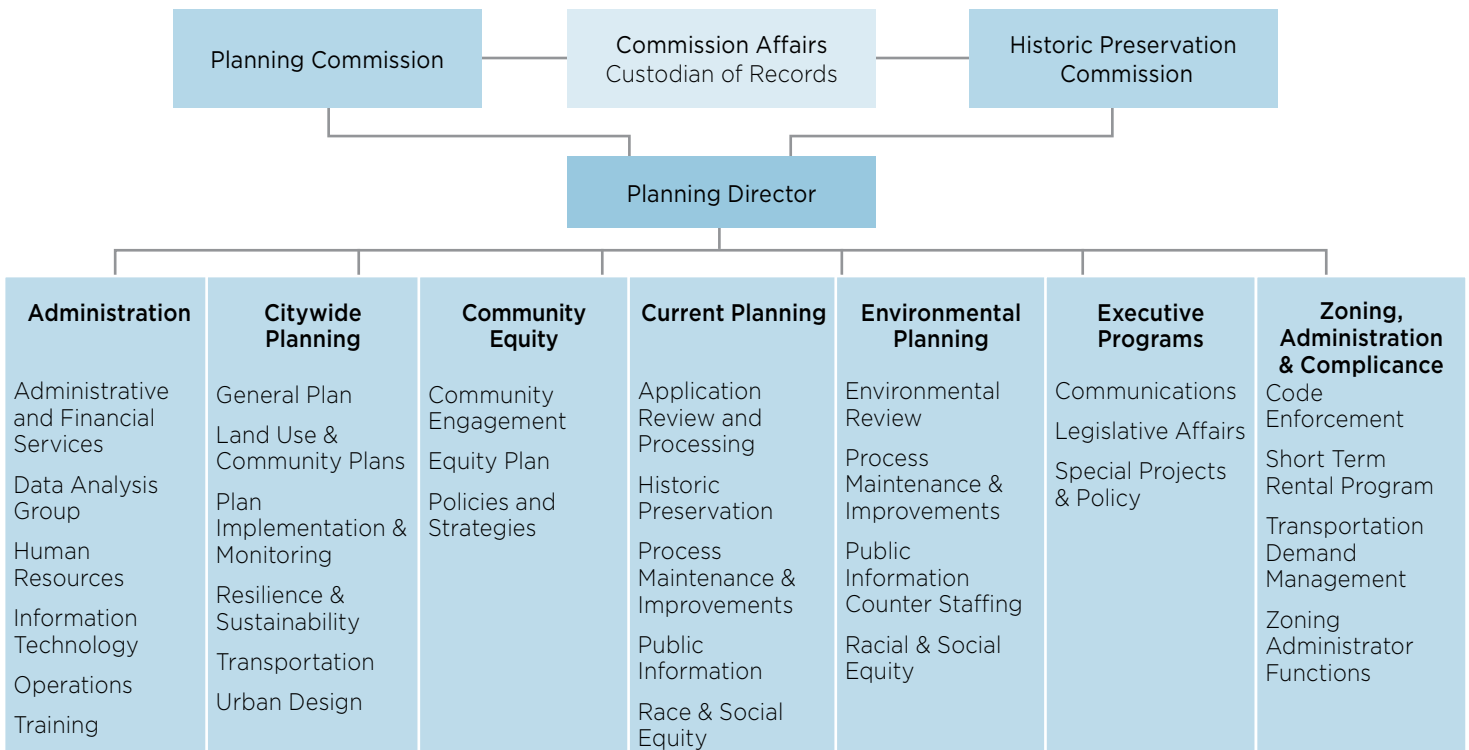 Planning Commission
Commission Affairs
Custodian of Records
Historic Preservation
Commission
Planning Director
Administration
Administrative
and Financial
Services
Data Analysis
Group
Human
Resources
Information
Technology
Operations
Training
Citywide
Planning
General Plan
Land Use &
Community Plans
Plan
Implementation &
Monitoring
Resilience &
Sustainability
Transportation
Urban Design
Community
Equity
Community
Engagement
Equity Plan
Policies and
Strategies
Current Planning
Application
Review and
Processing
Historic
Preservation
Process
Maintenance &
Improvements
Public
Information
Race & Social
Equity
Environmental
Planning
Environmental
Review
Process
Maintenance &
Improvements
Public
Information
Counter Staffing
Racial & Social
Equity
Executive
Programs
Communications
Legislative Affairs
Special Projects
& Policy
Zoning,
Administration
& Complicance
Code
Enforcement
Short Term
Rental Program
Transportation
Demand
Management
Zoning
Administrator
Functions